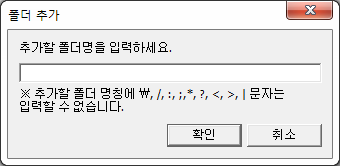 폴더 추가
추가할 폴더명을 입력하세요.
※ 추가할 폴더 명칭에 ₩, /, :, ;,*, ?, <, >, | 문자는
입력할 수 없습니다.
확인 취소